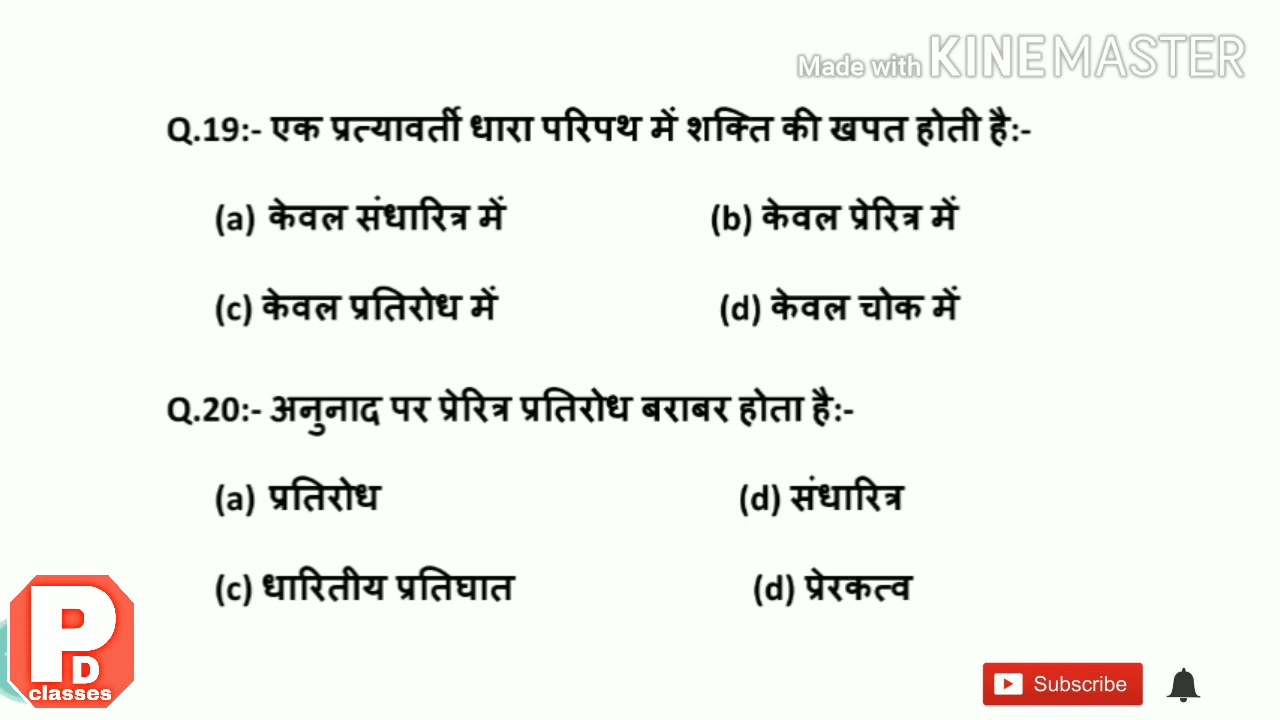 Made with KINEMASTER
Q.19:- एक प्रत्यावर्ती धारा परिपथ में शक्ति की खपत होती है:-
(a) केवल संधारित्र में (b) केवल प्रेरित्र में
(c) केवल प्रतिरोध में (d) केवल चोक में
Q.20:- अनुनाद पर प्रेरित्र प्रतिरोध बराबर होता है:-
(a) प्रतिरोध (d) संधारित्र
(c) धारितीय प्रतिघात (d) प्रेरकत्व
P
D
classes
Subscribe